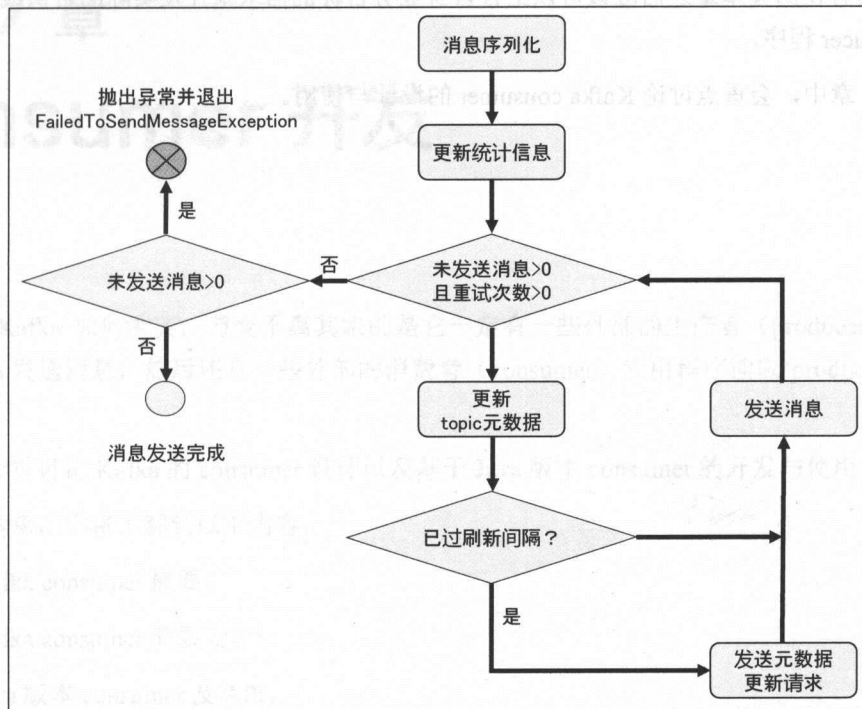 消息序列化
抛出异常并退出
FailedToSendMessageException
更新统计信息
是
未发送消息>0
否
未发送消息>0
且重试次数>0
否
更新
topic元数据
发送消息
消息发送完成
已过刷新间隔？
是
发送元数据
更新请求